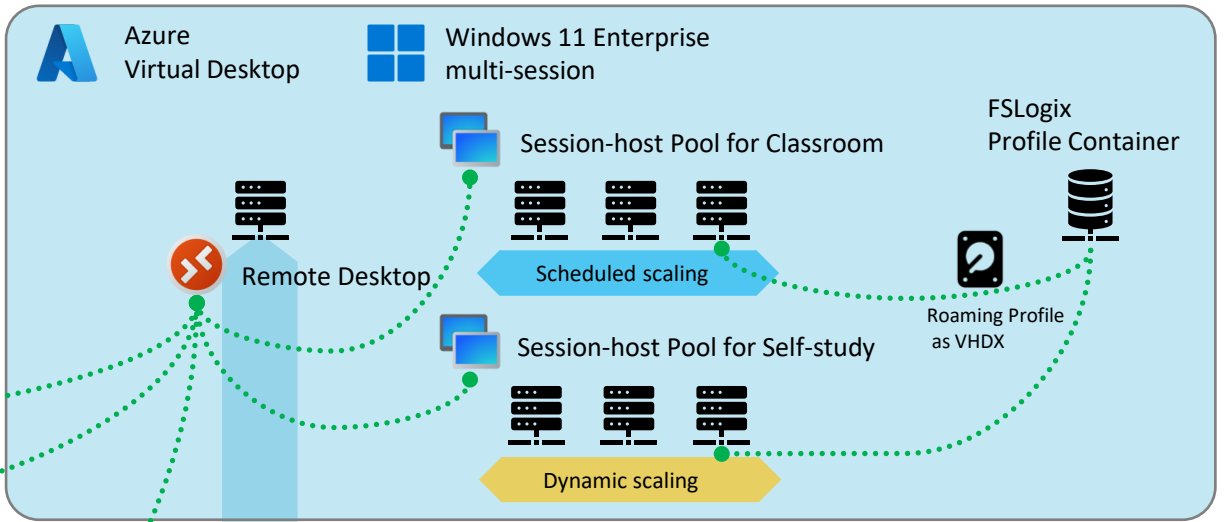 Azure
Virtual Desktop
Windows 11 Enterprise
multi-session
FSLogix
Profile Container
Session-host Pool for Classroom
Remote Desktop
Scheduled scaling
Roaming Profile
as VHDX
Session-host Pool for Self-study
Dynamic scaling